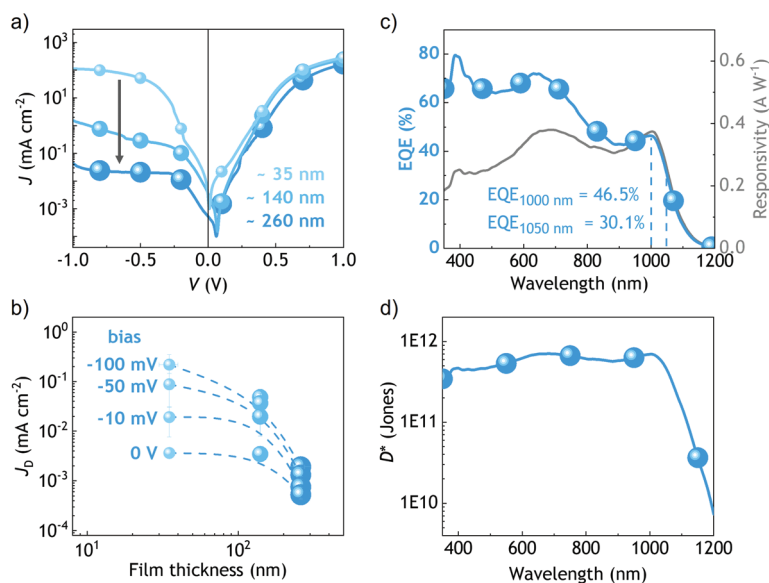 a)
10³
10¹
10⁻¹
10⁻³
J (mA cm⁻²)
~ 35 nm
~ 140 nm
~ 260 nm
-1.0 -0.5 0.0 0.5 1.0
V (V)
c)
80
60
40
20
0
EQE (%)
0.6
0.4
0.2
0.0
Responsivity (A W⁻¹)
EQE₁₀₀₀ ₙₘ = 46.5%
EQE₁₀₅₀ ₙₘ = 30.1%
400 600 800 1000 1200
Wavelength (nm)
b)
10⁰
10⁻¹
10⁻²
10⁻³
10⁻⁴
J_D (mA cm⁻²)
bias
-100 mV
-50 mV
-10 mV
0 V
10¹ 10²
Film thickness (nm)
d)
1E12
1E11
1E10
D* (Jones)
400 600 800 1000 1200
Wavelength (nm)